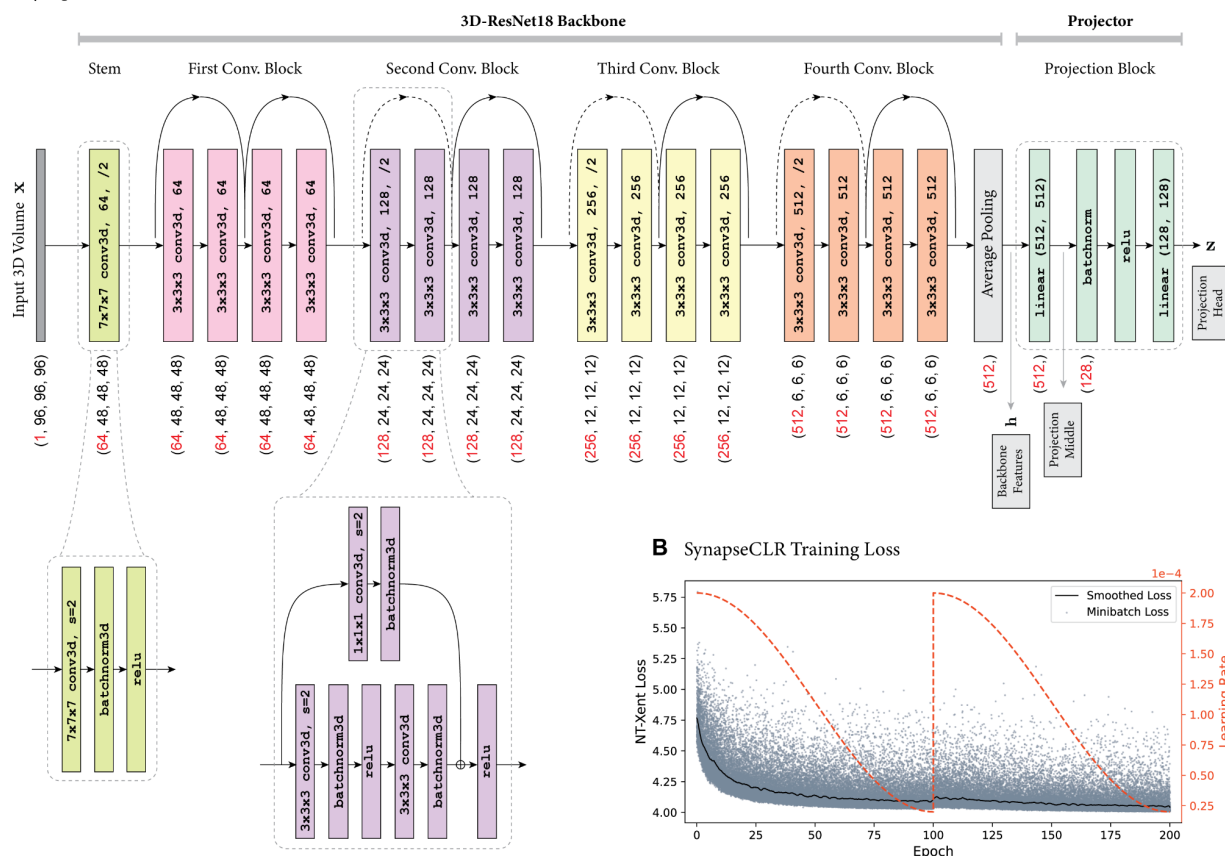 3D-ResNet18 Backbone
Projector
Stem
First Conv. Block
Second Conv. Block
Third Conv. Block
Fourth Conv. Block
Projection Block
Input 3D Volume x
7x7x7 conv3d, 64, /2
3x3x3 conv3d, 64
3x3x3 conv3d, 64
3x3x3 conv3d, 64
3x3x3 conv3d, 64
3x3x3 conv3d, 128, /2
3x3x3 conv3d, 128
3x3x3 conv3d, 128
3x3x3 conv3d, 128
3x3x3 conv3d, 256, /2
3x3x3 conv3d, 256
3x3x3 conv3d, 256
3x3x3 conv3d, 256
3x3x3 conv3d, 512, /2
3x3x3 conv3d, 512
3x3x3 conv3d, 512
3x3x3 conv3d, 512
Average Pooling
linear (512, 512)
batchnorm
relu
linear (128, 128)
z
Projection
Head
(1, 96, 96, 96)
(64, 48, 48, 48)
(64, 48, 48, 48)
(64, 48, 48, 48)
(64, 48, 48, 48)
(64, 48, 48, 48)
(128, 24, 24, 24)
(128, 24, 24, 24)
(128, 24, 24, 24)
(128, 24, 24, 24)
(256, 12, 12, 12)
(256, 12, 12, 12)
(256, 12, 12, 12)
(256, 12, 12, 12)
(512, 6, 6, 6)
(512, 6, 6, 6)
(512, 6, 6, 6)
(512, 6, 6, 6)
(512,)
(512,)
(128,)
h
Backbone
Features
Projection
Middle
7x7x7 conv3d, s=2
batchnorm3d
relu
1x1x1 conv3d, s=2
batchnorm3d
3x3x3 conv3d, s=2
batchnorm3d
relu
3x3x3 conv3d
batchnorm3d
relu
B SynapseCLR Training Loss
1e−4
Smoothed Loss
Minibatch Loss
NT-Xent Loss
5.75
5.50
5.25
5.00
4.75
4.50
4.25
4.00
2.00
1.75
1.50
1.25
1.00
0.75
0.50
0.25
Learning Rate
0 25 50 75 100 125 150 175 200
Epoch